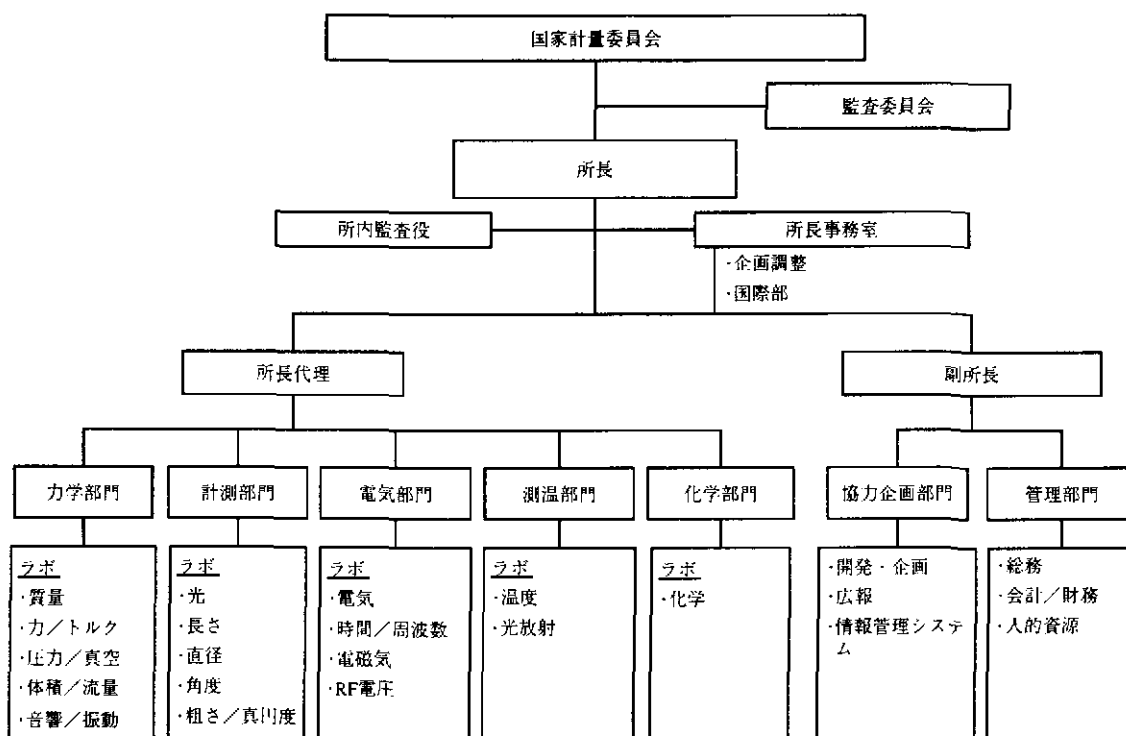 国家計量委員会
監査委員会
所長
所内監査役
所長事務室
・企画調整
・国際部
所長代理
副所長
力学部門
計測部門
電気部門
測温部門
化学部門
協力企画部門
管理部門
ラボ
・質量
・力／トルク
・圧力／真空
・体積／流量
・音響／振動
ラボ
・光
・長さ
・直径
・角度
・粗さ／真円度
ラボ
・電気
・時間／周波数
・電磁気
・RF電圧
ラボ
・温度
・光放射
ラボ
・化学
・開発・企画
・広報
・情報管理システ
ム
・総務
・会計／財務
・人的資源